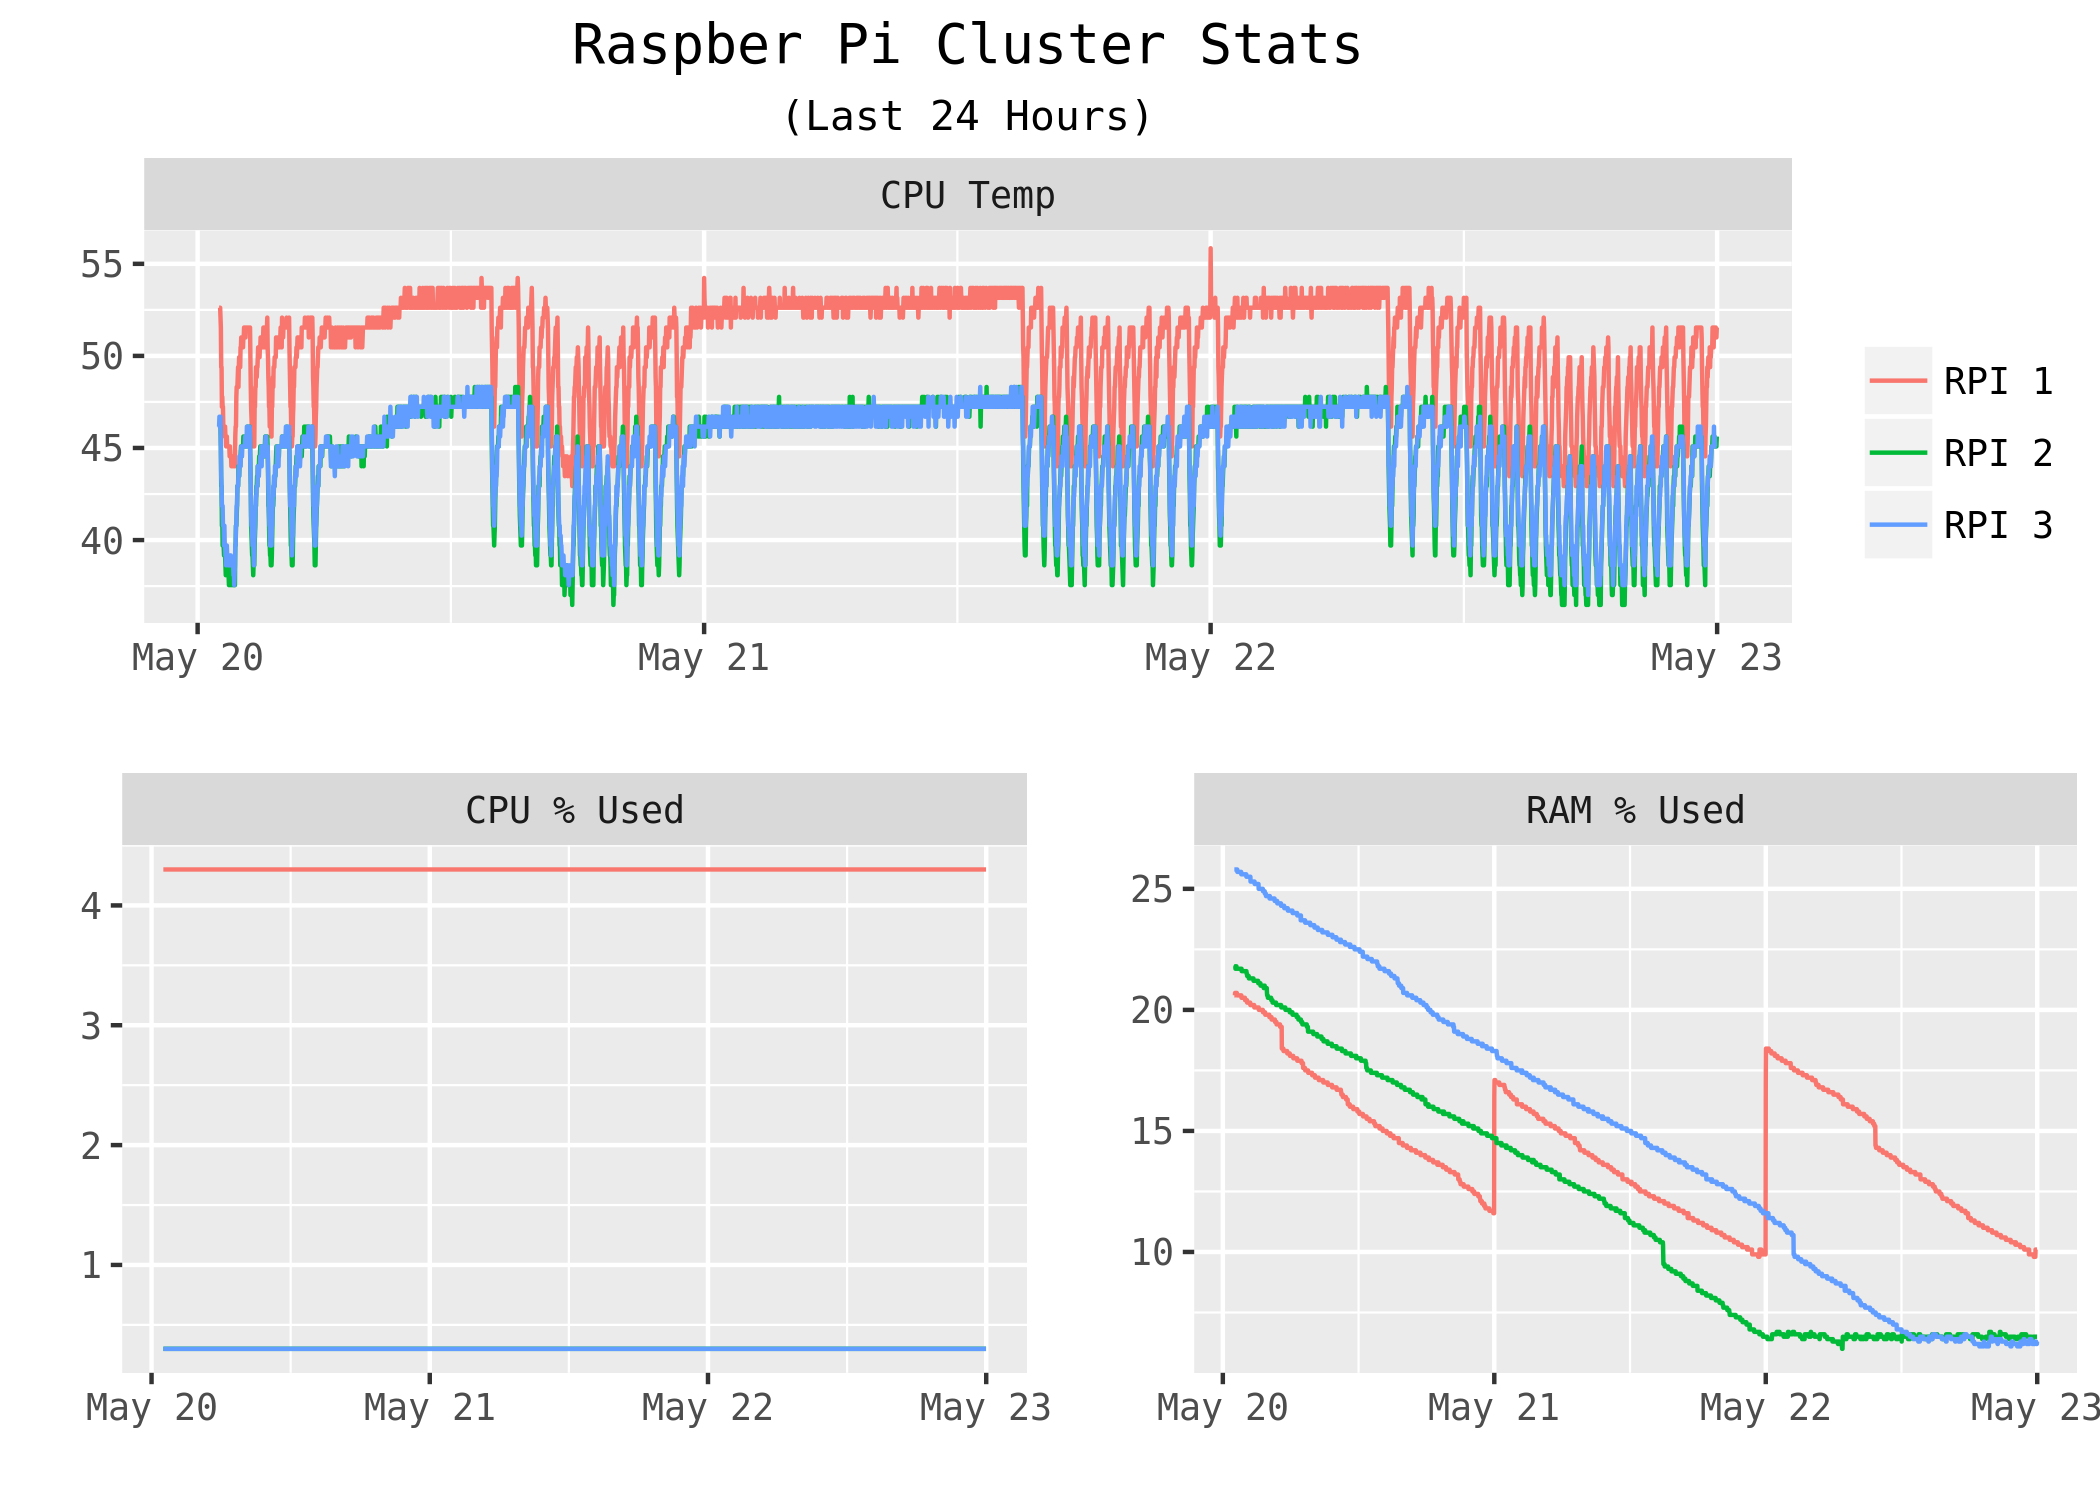 Raspber Pi Cluster Stats
(Last 24 Hours)
CPU Temp
55
50
45
40
May 20 May 21 May 22 May 23
RPI 1
RPI 2
RPI 3
CPU % Used
4
3
2
1
May 20 May 21 May 22 May 23
RAM % Used
25
20
15
10
May 20 May 21 May 22 May 23